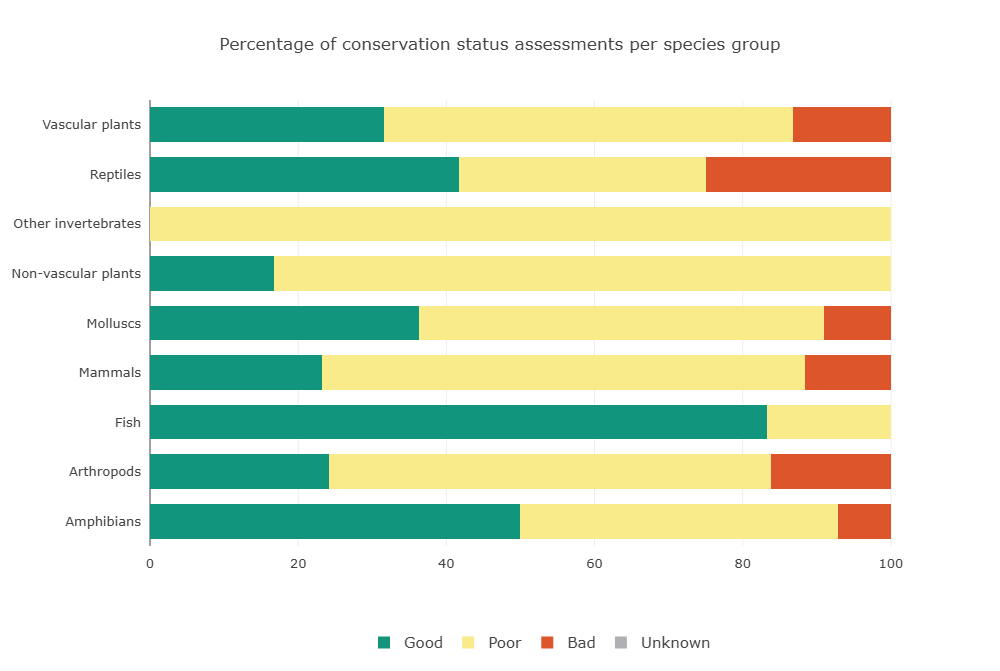 Percentage of conservation status assessments per species group
Vascular plants
Reptiles
Other invertebrates
Non-vascular plants
Molluscs
Mammals
Fish
Arthropods
Amphibians
0 20 40 60 80 100
Good Poor Bad Unknown